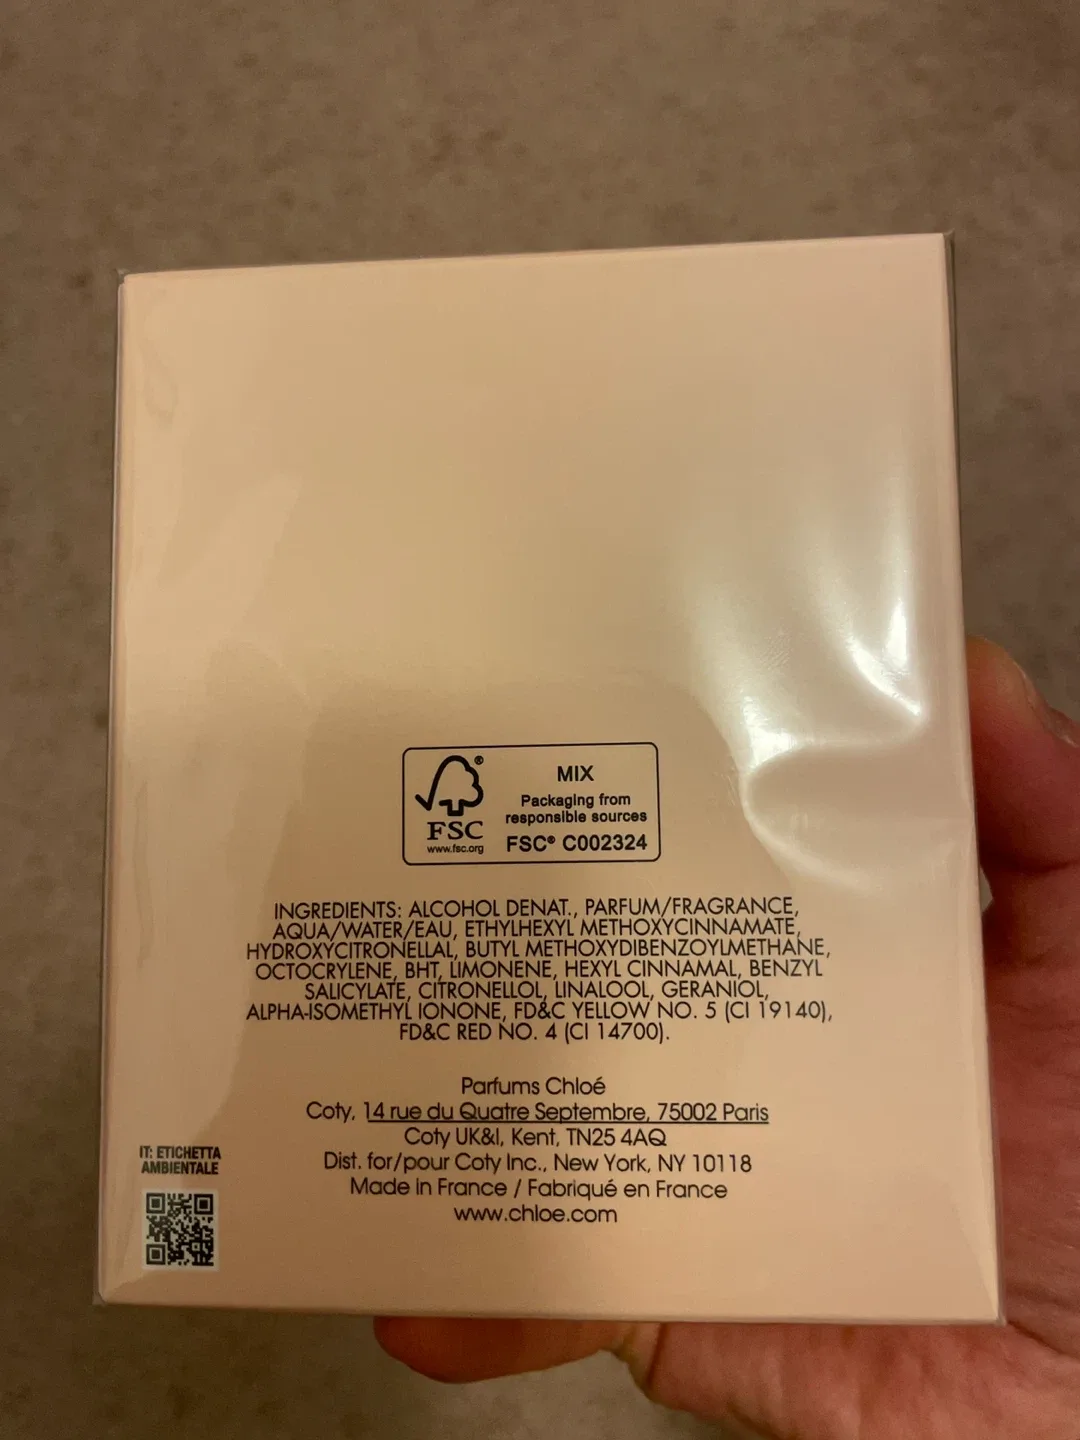 MIX
Packaging from
responsible sources
FSC® C002324
®
FSC
www.fsc.org
INGREDIENTS: ALCOHOL DENAT., PARFUM/FRAGRANCE,
AQUA/WATER/EAU, ETHYLHEXYL METHOXYCINNAMATE,
HYDROXYCITRONELLAL, BUTYL METHOXYDIBENZOYLMETHANE,
OCTOCRYLENE, BHT, LIMONENE, HEXYL CINNAMAL, BENZYL
SALICYLATE, CITRONELLOL, LINALOOL, GERANIOL,
ALPHA-ISOMETHYL IONONE, FD&C YELLOW NO. 5 (CI 19140),
FD&C RED NO. 4 (CI 14700).
Parfums Chloé
Coty, 14 rue du Quatre Septembre, 75002 Paris
Coty UK&I, Kent, TN25 4AQ
Dist. for/pour Coty Inc., New York, NY 10118
Made in France / Fabriqué en France
www.chloe.com
IT: ETICHETTA
AMBIENTALE